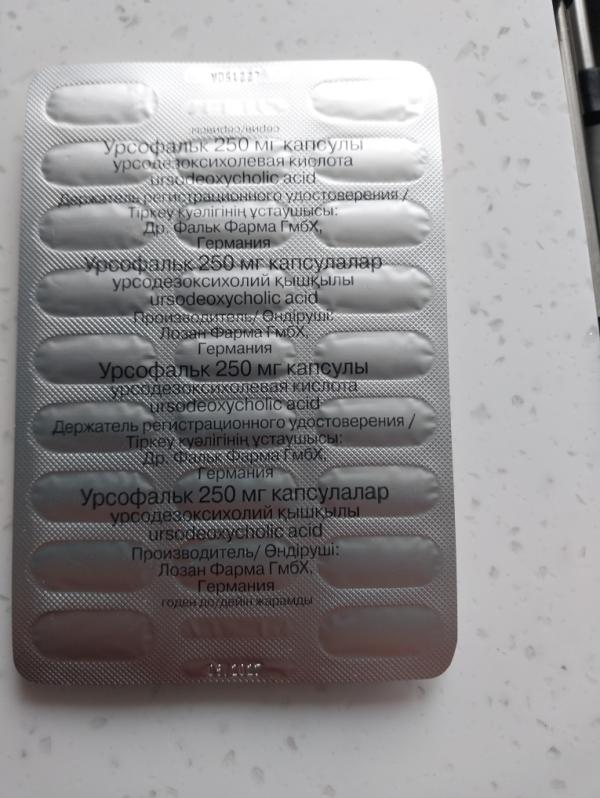 серия/сериясы
Урсофальк 250 мг капсулы
урсодезоксихолевая кислота
ursodeoxycholic acid
Держатель регистрационного удостоверения /
Тіркеу куәлігінің ұстаушысы:
Др. Фальк Фарма ГмбХ,
Германия
Урсофальк 250 мг капсулалар
урсодезоксихолий қышқылы
ursodeoxycholic acid
Производитель/ Өндіруші:
Лозан Фарма ГмбХ,
Германия
Урсофальк 250 мг капсулы
урсодезоксихолевая кислота
ursodeoxycholic acid
Держатель регистрационного удостоверения /
Тіркеу куәлігінің ұстаушысы:
Др. Фальк Фарма ГмбХ,
Германия
Урсофальк 250 мг капсулалар
урсодезоксихолий қышқылы
ursodeoxycholic acid
Производитель/ Өндіруші:
Лозан Фарма ГмбХ,
Германия
годен до/дейін жарамды